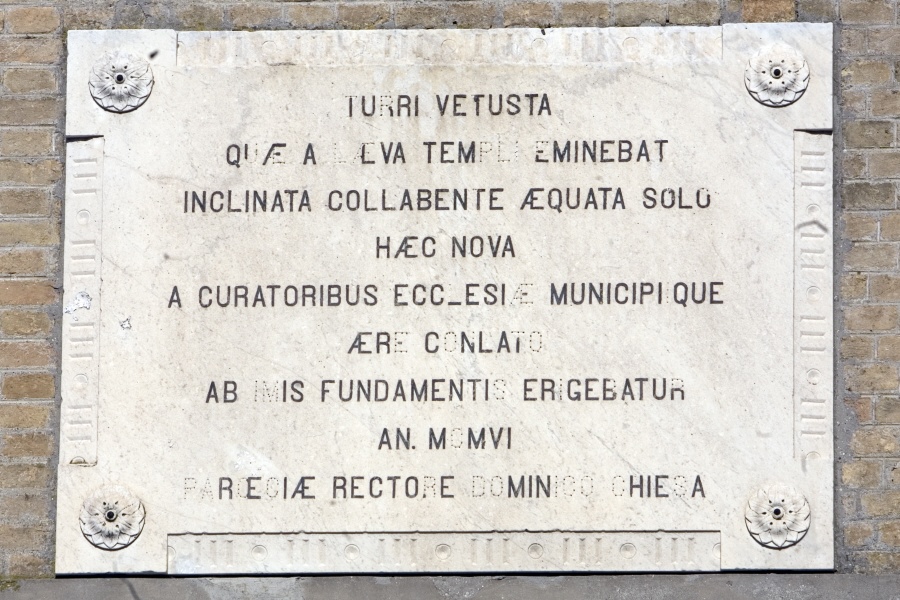 TURRI VETUSTA
QUÆ A LÆVA TEMPLI EMINEBAT
INCLINATA COLLABENTE ÆQUATA SOLO
HÆC NOVA
A CURATORIBUS ECCLESIÆ MUNICIPIIQUE
ÆRE CONLATO
AB IMIS FUNDAMENTIS ERIGEBATUR
AN. MCMVI
PARŒCIÆ RECTORE DOMINICO CHIESA